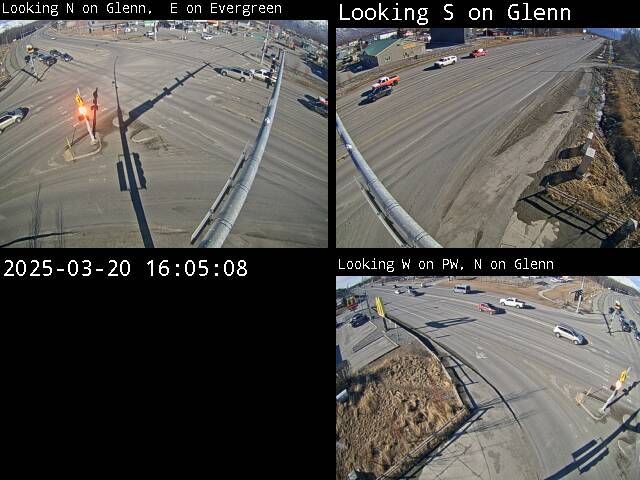 Looking N on Glenn, E on Evergreen
Looking S on Glenn
2025-03-20 16:05:08
Looking W on PW, N on Glenn